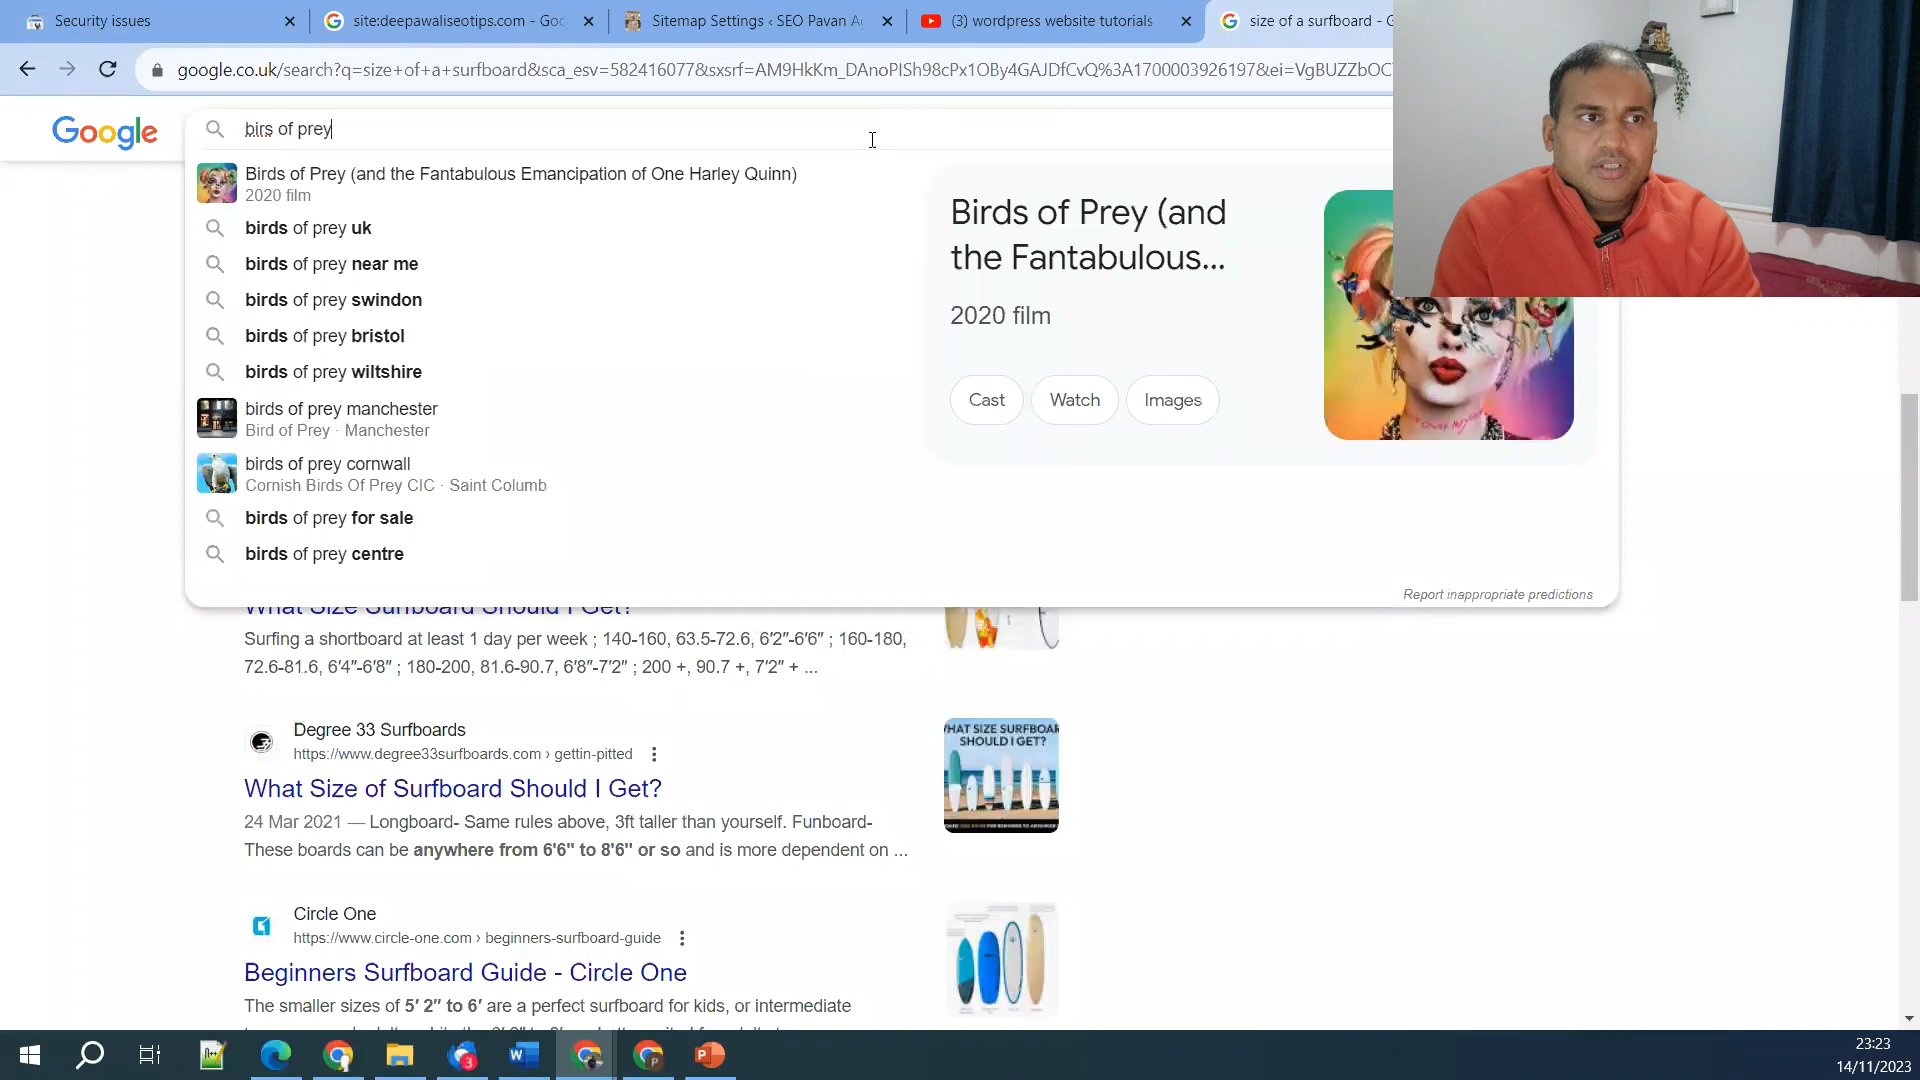 Security issues
site:deepawaliseotips.com - Goo
Sitemap Settings ‹ SEO Pavan A
(3) wordpress website tutorials
size of a surfboard - G
google.co.uk/search?q=size+of+a+surfboard&sca_esv=582416077&sxsrf=AM9HkKm_DAnoPISh98cPx1OBy4GAJDfCvQ%3A1700003926197&ei=VgBUZZbOC
Google
birs of prey
Birds of Prey (and the Fantabulous Emancipation of One Harley Quinn)
2020 film
birds of prey uk
birds of prey near me
birds of prey swindon
birds of prey bristol
birds of prey wiltshire
birds of prey manchester
Bird of Prey · Manchester
birds of prey cornwall
Cornish Birds Of Prey CIC · Saint Columb
birds of prey for sale
birds of prey centre
Birds of Prey (and
the Fantabulous...
2020 film
Cast
Watch
Images
Report inappropriate predictions
What Size Surfboard Should I Get?
Surfing a shortboard at least 1 day per week ; 140-160, 63.5-72.6, 6′2″-6′6″ ; 160-180,
72.6-81.6, 6′4″-6′8″ ; 180-200, 81.6-90.7, 6′8″-7′2″ ; 200 +, 90.7 +, 7′2″ + ...
Degree 33 Surfboards
https://www.degree33surfboards.com › gettin-pitted
What Size of Surfboard Should I Get?
24 Mar 2021 — Longboard- Same rules above, 3ft taller than yourself. Funboard-
These boards can be anywhere from 6'6" to 8'6" or so and is more dependent on ...
WHAT SIZE SURFBOAR
SHOULD I GET?
Circle One
https://www.circle-one.com › beginners-surfboard-guide
Beginners Surfboard Guide - Circle One
The smaller sizes of 5′ 2″ to 6′ are a perfect surfboard for kids, or intermediate
3
23:23
14/11/2023